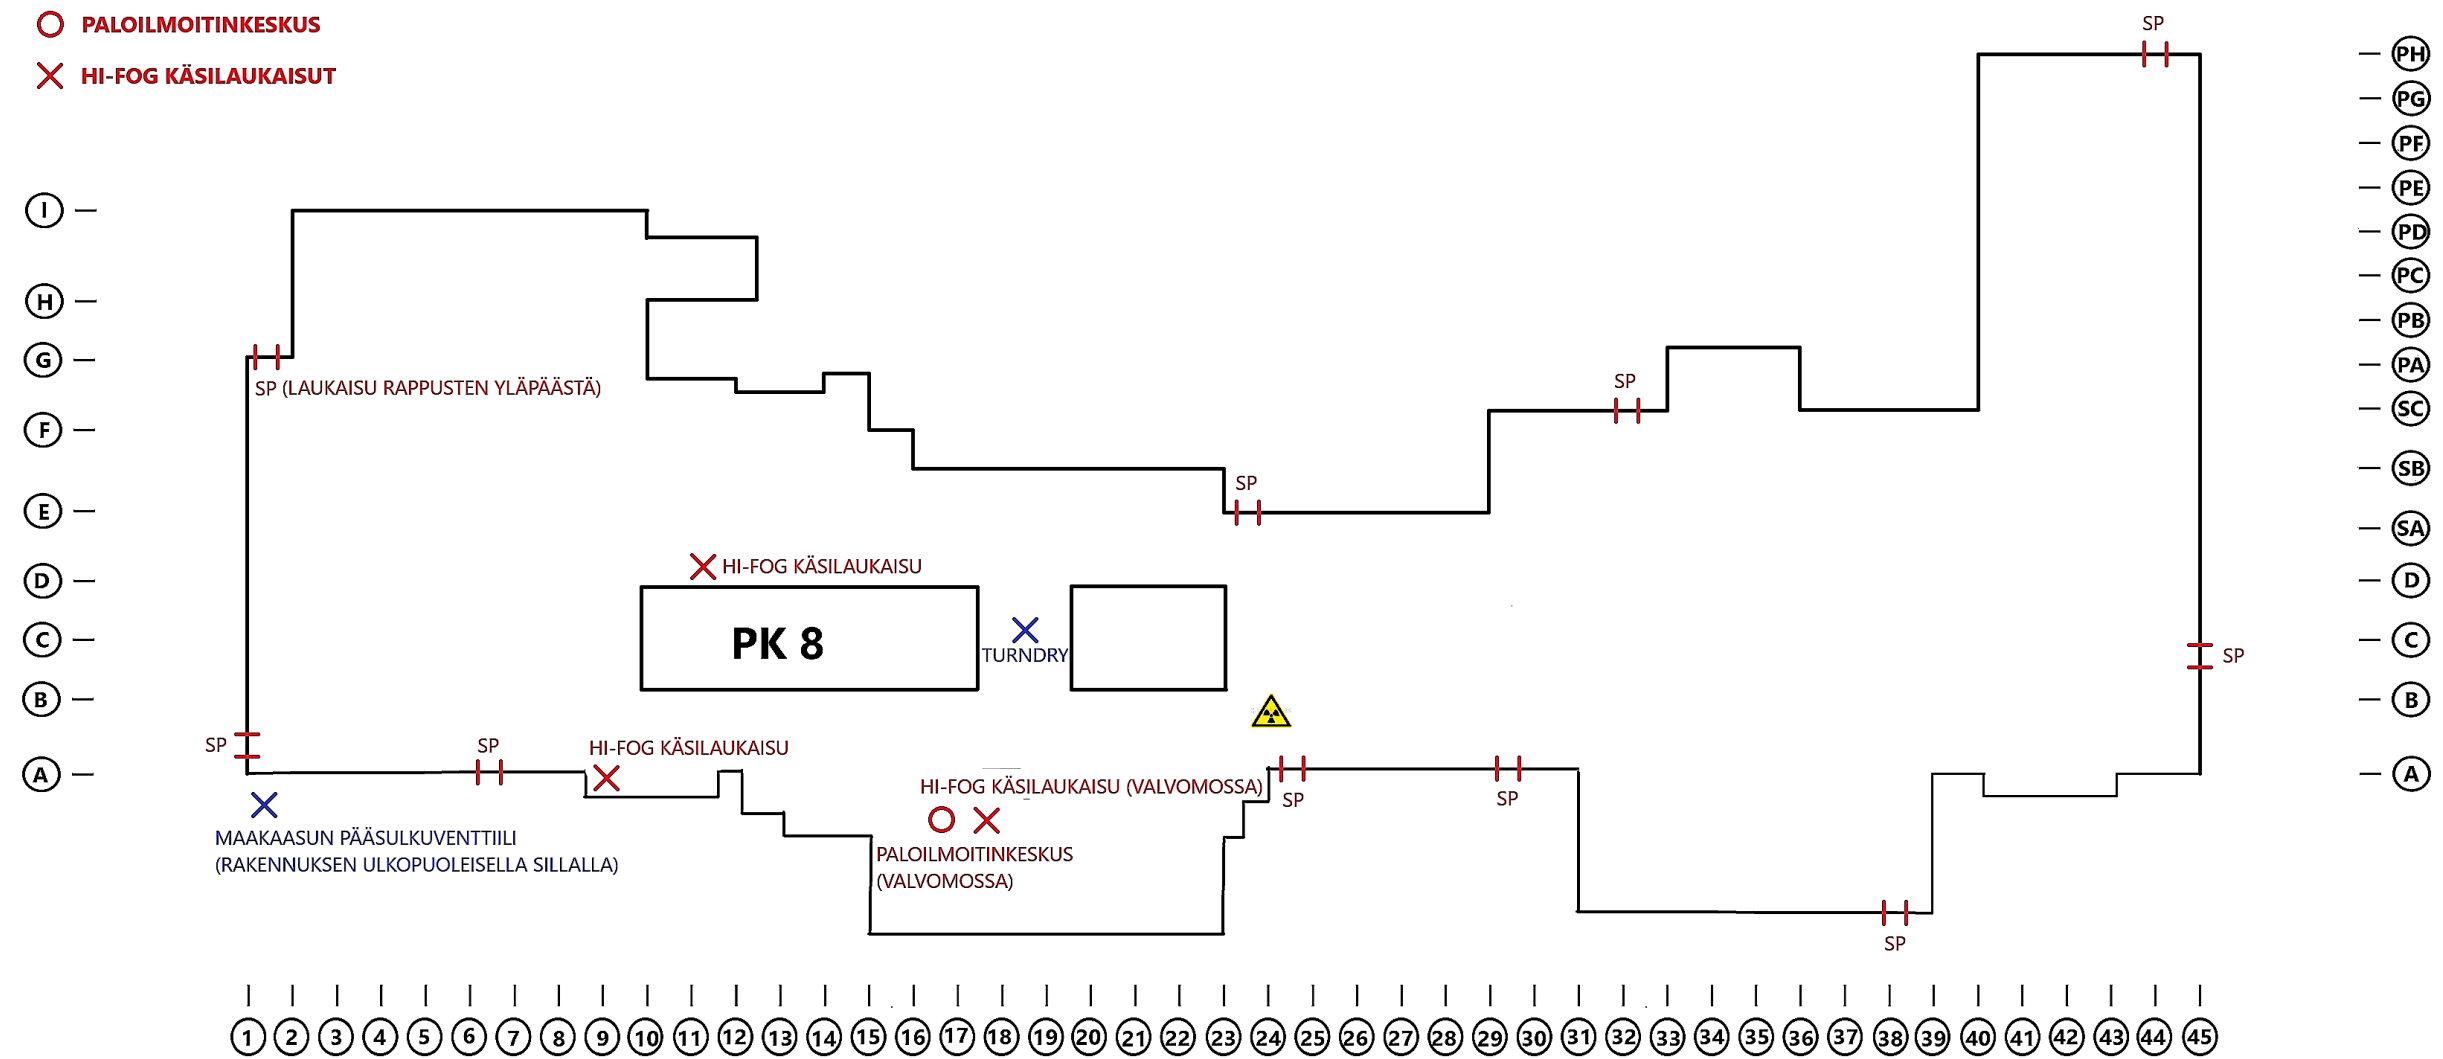 PALOILMOITINKESKUS
HI-FOG KÄSILAUKAISUT
SP
PH
PG
PF
PE
PD
PC
PB
PA
SC
SB
SA
D
C
B
A
I
H
G
F
E
D
C
B
A
SP (LAUKAISU RAPPUSTEN YLÄPÄÄSTÄ)
SP
SP
HI-FOG KÄSILAUKAISU
PK 8
TURNDRY
SP
SP
SP
HI-FOG KÄSILAUKAISU
HI-FOG KÄSILAUKAISU (VALVOMOSSA)
SP
SP
MAAKAASUN PÄÄSULKUVENTTIILI
(RAKENNUKSEN ULKOPUOLEISELLA SILLALLA)
PALOILMOITINKESKUS
(VALVOMOSSA)
SP
1 2 3 4 5 6 7 8 9 10 11 12 13 14 15 16 17 18 19 20 21 22 23 24 25 26 27 28 29 30 31 32 33 34 35 36 37 38 39 40 41 42 43 44 45